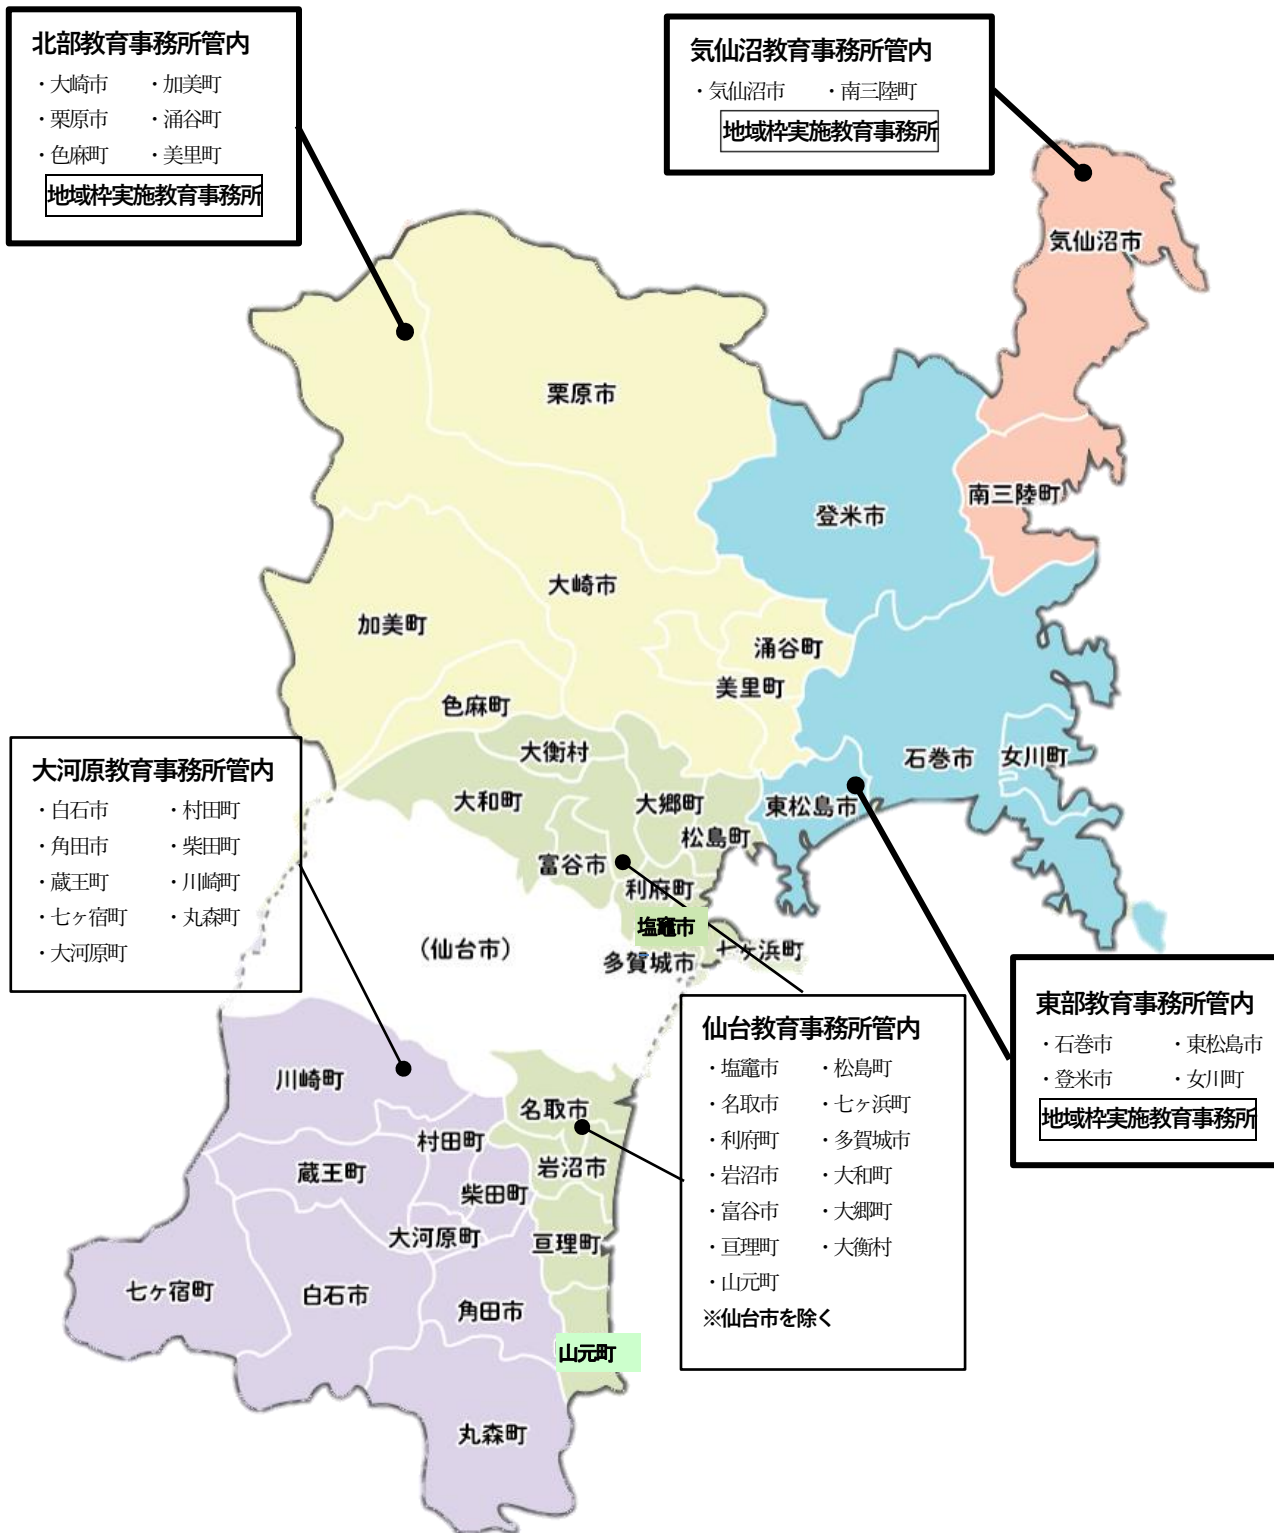 北部教育事務所管内
・大崎市 ・加美町
・栗原市 ・涌谷町
・色麻町 ・美里町
地域枠実施教育事務所
気仙沼教育事務所管内
・気仙沼市 ・南三陸町
地域枠実施教育事務所
気仙沼市
栗原市
南三陸町
登米市
大崎市
加美町
涌谷町
美里町
色麻町
大衡村
石巻市
女川町
大和町
大郷町
東松島市
松島町
富谷市
利府町
塩竈市
(仙台市)
多賀城市
七ヶ浜町
大河原教育事務所管内
・白石市 ・村田町
・角田市 ・柴田町
・蔵王町 ・川崎町
・七ヶ宿町 ・丸森町
・大河原町
東部教育事務所管内
・石巻市 ・東松島市
・登米市 ・女川町
地域枠実施教育事務所
仙台教育事務所管内
・塩竈市 ・松島町
・名取市 ・七ヶ浜町
・利府町 ・多賀城市
・岩沼市 ・大和町
・富谷市 ・大郷町
・亘理町 ・大衡村
・山元町
※仙台市を除く
川崎町
名取市
村田町
岩沼市
蔵王町
柴田町
大河原町
亘理町
七ヶ宿町
白石市
角田市
山元町
丸森町